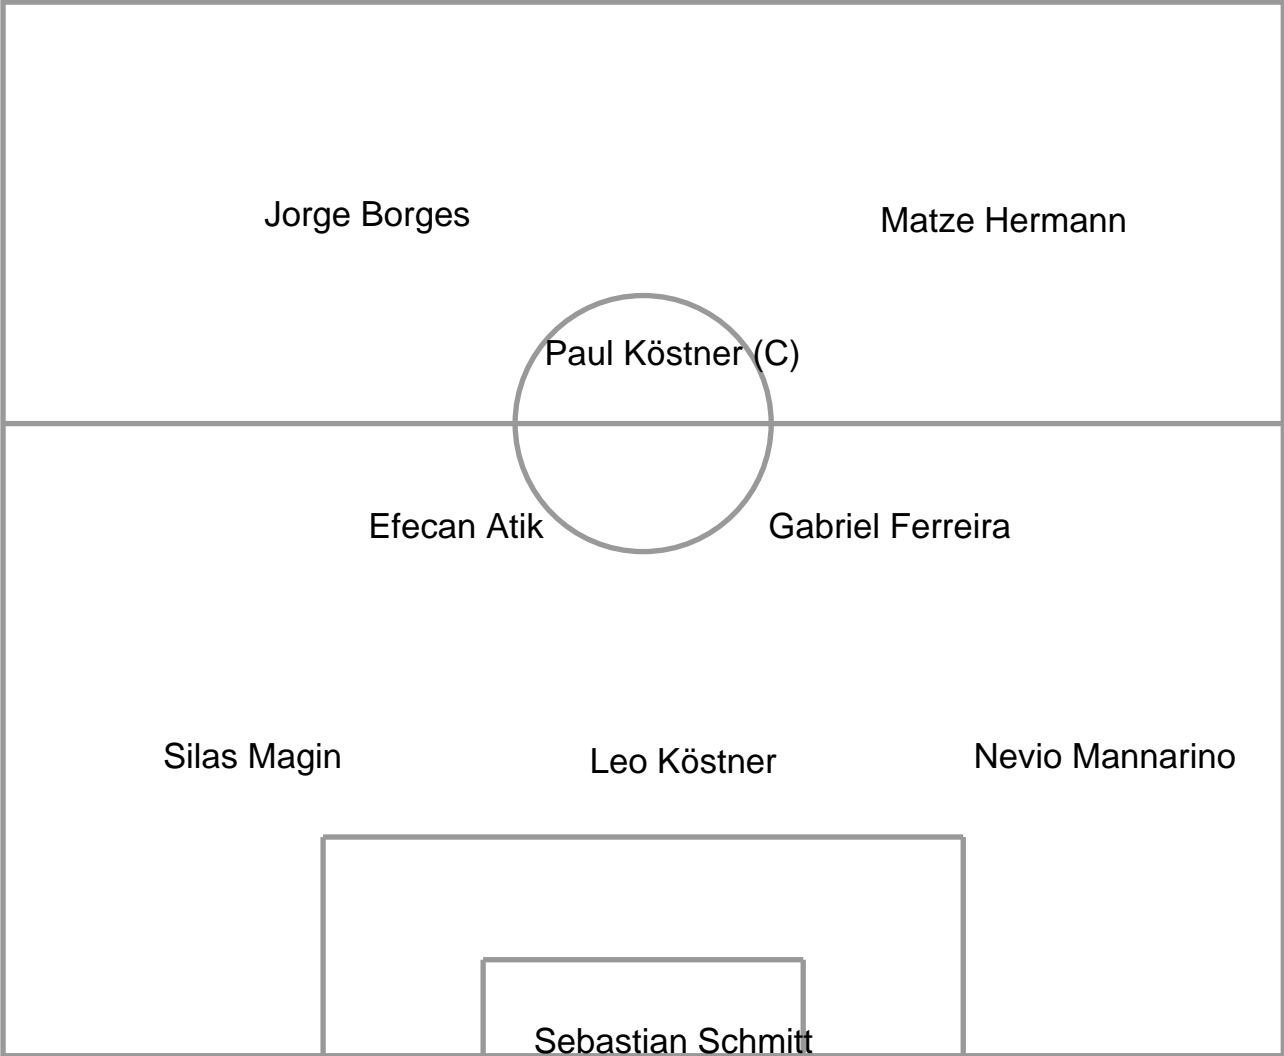 Jorge Borges
Matze Hermann
Paul Köstner (C)
Efecan Atik
Gabriel Ferreira
Silas Magin
Leo Köstner
Nevio Mannarino
Sebastian Schmitt